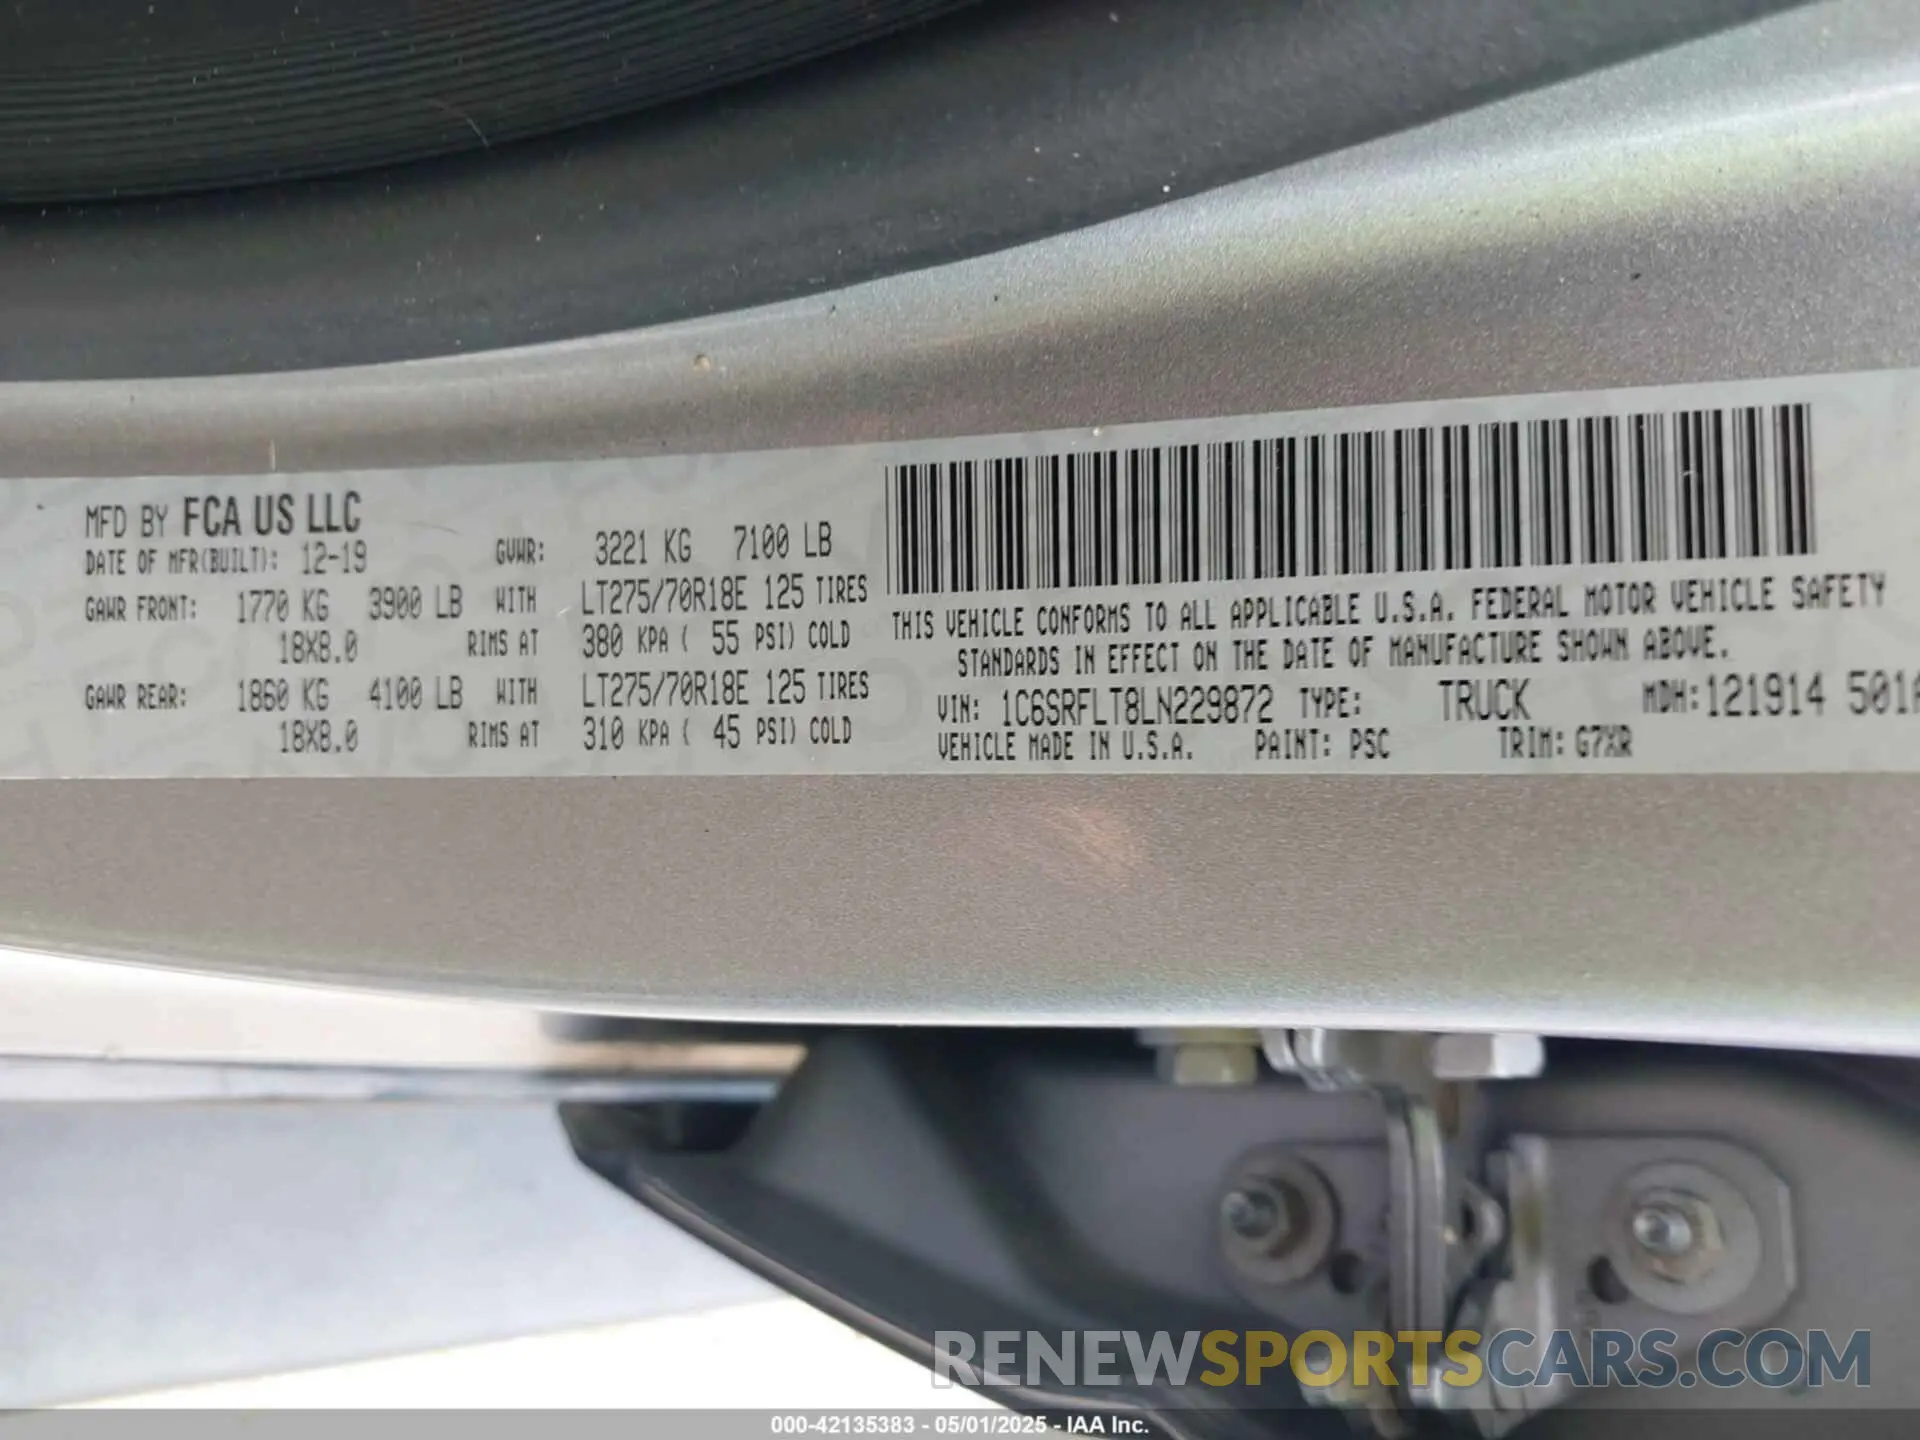 MFD BY FCA US LLC
DATE OF MFR(BUILT): 12-19 GVWR: 3221 KG 7100 LB
GAWR FRONT: 1770 KG 3900 LB WITH LT275/70R18E 125 TIRES
18X8.0 RIMS AT 380 KPA ( 55 PSI) COLD
GAWR REAR: 1860 KG 4100 LB WITH LT275/70R18E 125 TIRES
18X8.0 RIMS AT 310 KPA ( 45 PSI) COLD
THIS VEHICLE CONFORMS TO ALL APPLICABLE U.S.A. FEDERAL MOTOR VEHICLE SAFETY
STANDARDS IN EFFECT ON THE DATE OF MANUFACTURE SHOWN ABOVE.
VIN: 1C6SRFLT8LN229872 TYPE: TRUCK MDH: 121914 501A
VEHICLE MADE IN U.S.A. PAINT: PSC TRIM: G7XR
RENEWSPORTSCARS.COM
000-42135383 - 05/01/2025 - IAA Inc.